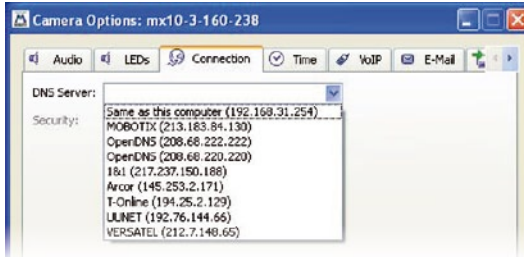 Camera Options: mx10-3-160-238
Audio LEDs Connection Time VoIP E-Mail
DNS Server:
Security:
Same as this computer (192.168.31.254)
MOBOTIX (213.183.84.130)
OpenDNS (208.68.222.222)
OpenDNS (208.68.220.220)
1&1 (217.237.150.188)
Arcor (145.253.2.171)
T-Online (194.25.2.129)
UUNET (192.76.144.66)
VERSATEL (212.7.148.65)